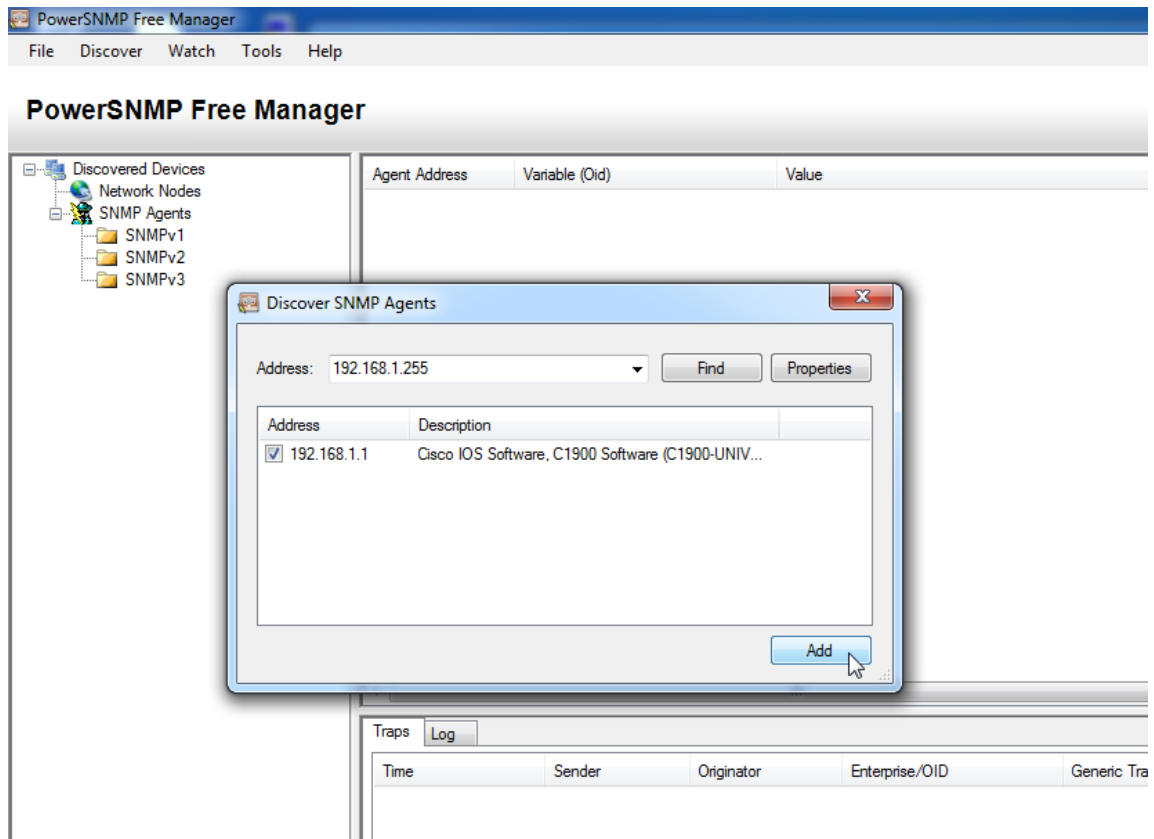 PowerSNMP Free Manager
File Discover Watch Tools Help
PowerSNMP Free Manager
Discovered Devices
Network Nodes
SNMP Agents
SNMPv1
SNMPv2
SNMPv3
Agent Address Variable (Oid) Value
Discover SNMP Agents
Address: 192.168.1.255 Find Properties
Address Description
192.168.1.1 Cisco IOS Software, C1900 Software (C1900-UNIV...
Add
Traps Log
Time Sender Originator Enterprise/OID Generic Tra